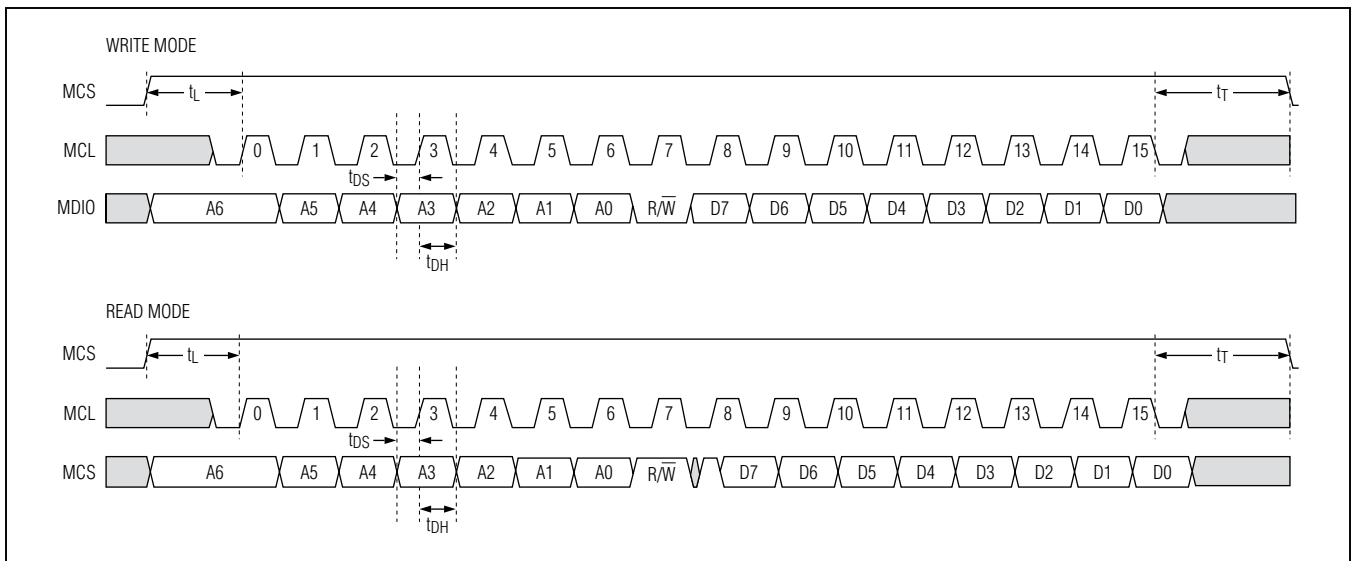 WRITE MODE
MCS tL tT
MCL 0 1 2 3 4 5 6 7 8 9 10 11 12 13 14 15
tDS
MDIO A6 A5 A4 A3 A2 A1 A0 R/W̅ D7 D6 D5 D4 D3 D2 D1 D0
tDH
READ MODE
MCS tL tT
MCL 0 1 2 3 4 5 6 7 8 9 10 11 12 13 14 15
tDS
MCS A6 A5 A4 A3 A2 A1 A0 R/W̅ D7 D6 D5 D4 D3 D2 D1 D0
tDH